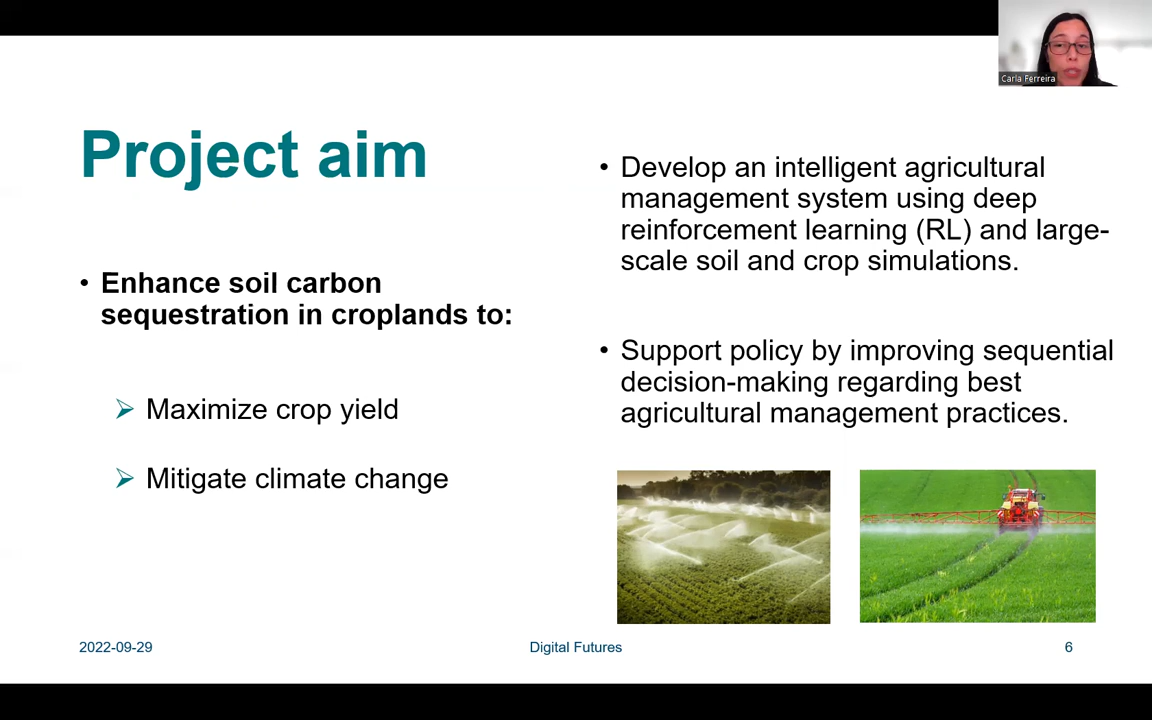 Carla Ferreira
Project aim
• Enhance soil carbon
sequestration in croplands to:
➢ Maximize crop yield
➢ Mitigate climate change
• Develop an intelligent agricultural
management system using deep
reinforcement learning (RL) and large-
scale soil and crop simulations.
• Support policy by improving sequential
decision-making regarding best
agricultural management practices.
2022-09-29
Digital Futures
6